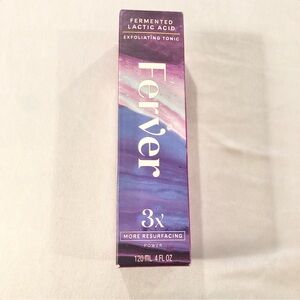 FERMENTED
LACTIC ACID
EXFOLIATING TONIC
Ferver
3x
MORE RESURFACING
POWER
120 ML 4 FL OZ